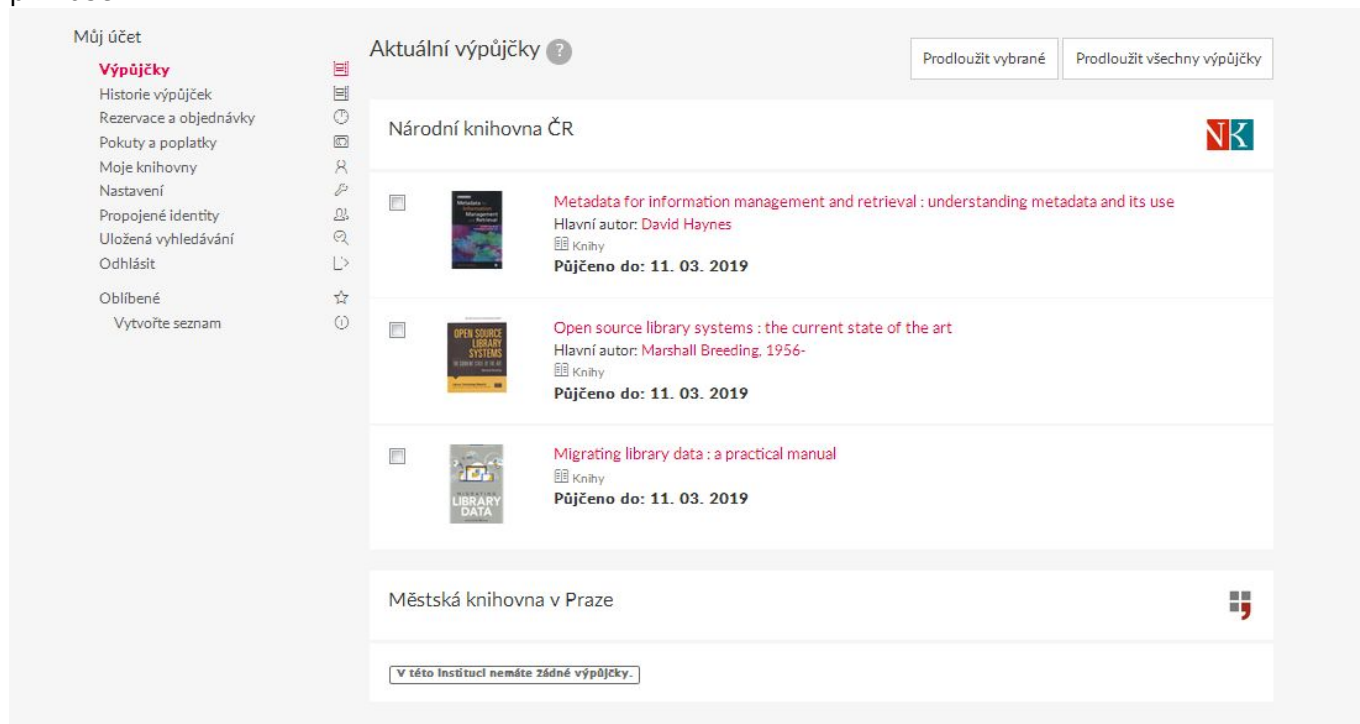 Můj účet
Výpůjčky
Historie výpůjček
Rezervace a objednávky
Pokuty a poplatky
Moje knihovny
Nastavení
Propojené identity
Uložená vyhledávání
Odhlásit
Oblíbené
Vytvořte seznam
Aktuální výpůjčky ?
Prodloužit vybrané
Prodloužit všechny výpůjčky
Národní knihovna ČR
NK
Metadata for information management and retrieval : understanding metadata and its use
Hlavní autor: David Haynes
Knihy
Půjčeno do: 11. 03. 2019
OPEN SOURCE
LIBRARY
SYSTEMS
Open source library systems : the current state of the art
Hlavní autor: Marshall Breeding, 1956-
Knihy
Půjčeno do: 11. 03. 2019
MIGRATING
LIBRARY
DATA
Migrating library data : a practical manual
Knihy
Půjčeno do: 11. 03. 2019
Městská knihovna v Praze
V této instituci nemáte žádné výpůjčky.